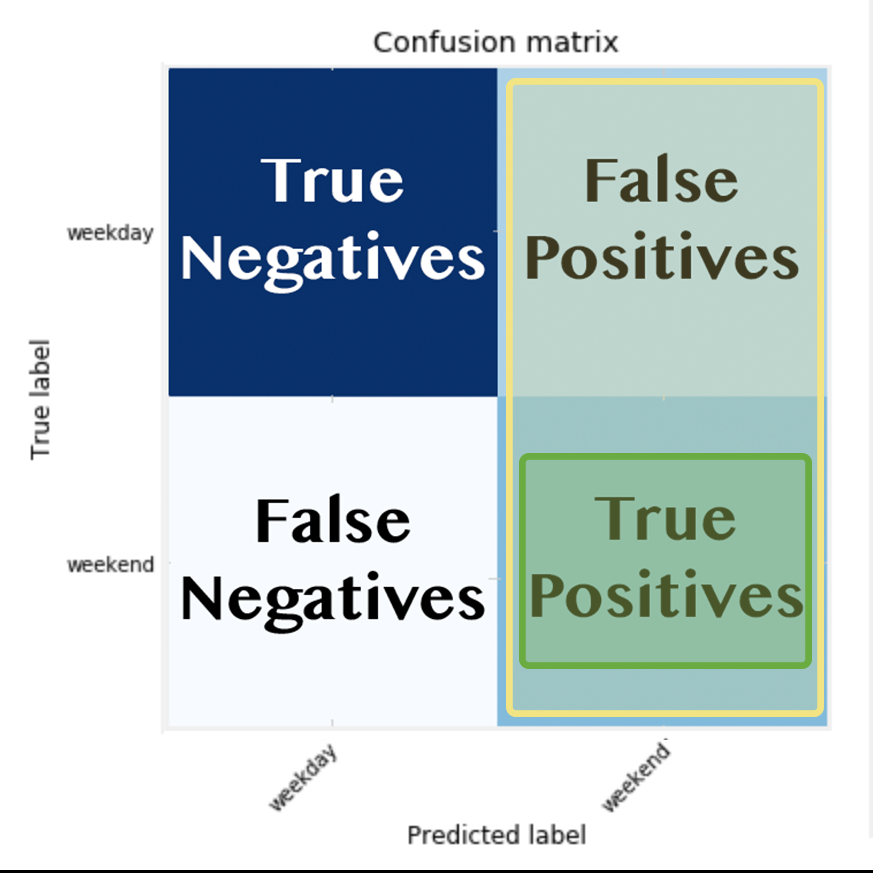 Confusion matrix
True
Negatives
False
Positives
weekday
True label
False
Negatives
True
Positives
weekend
weekday
weekend
Predicted label